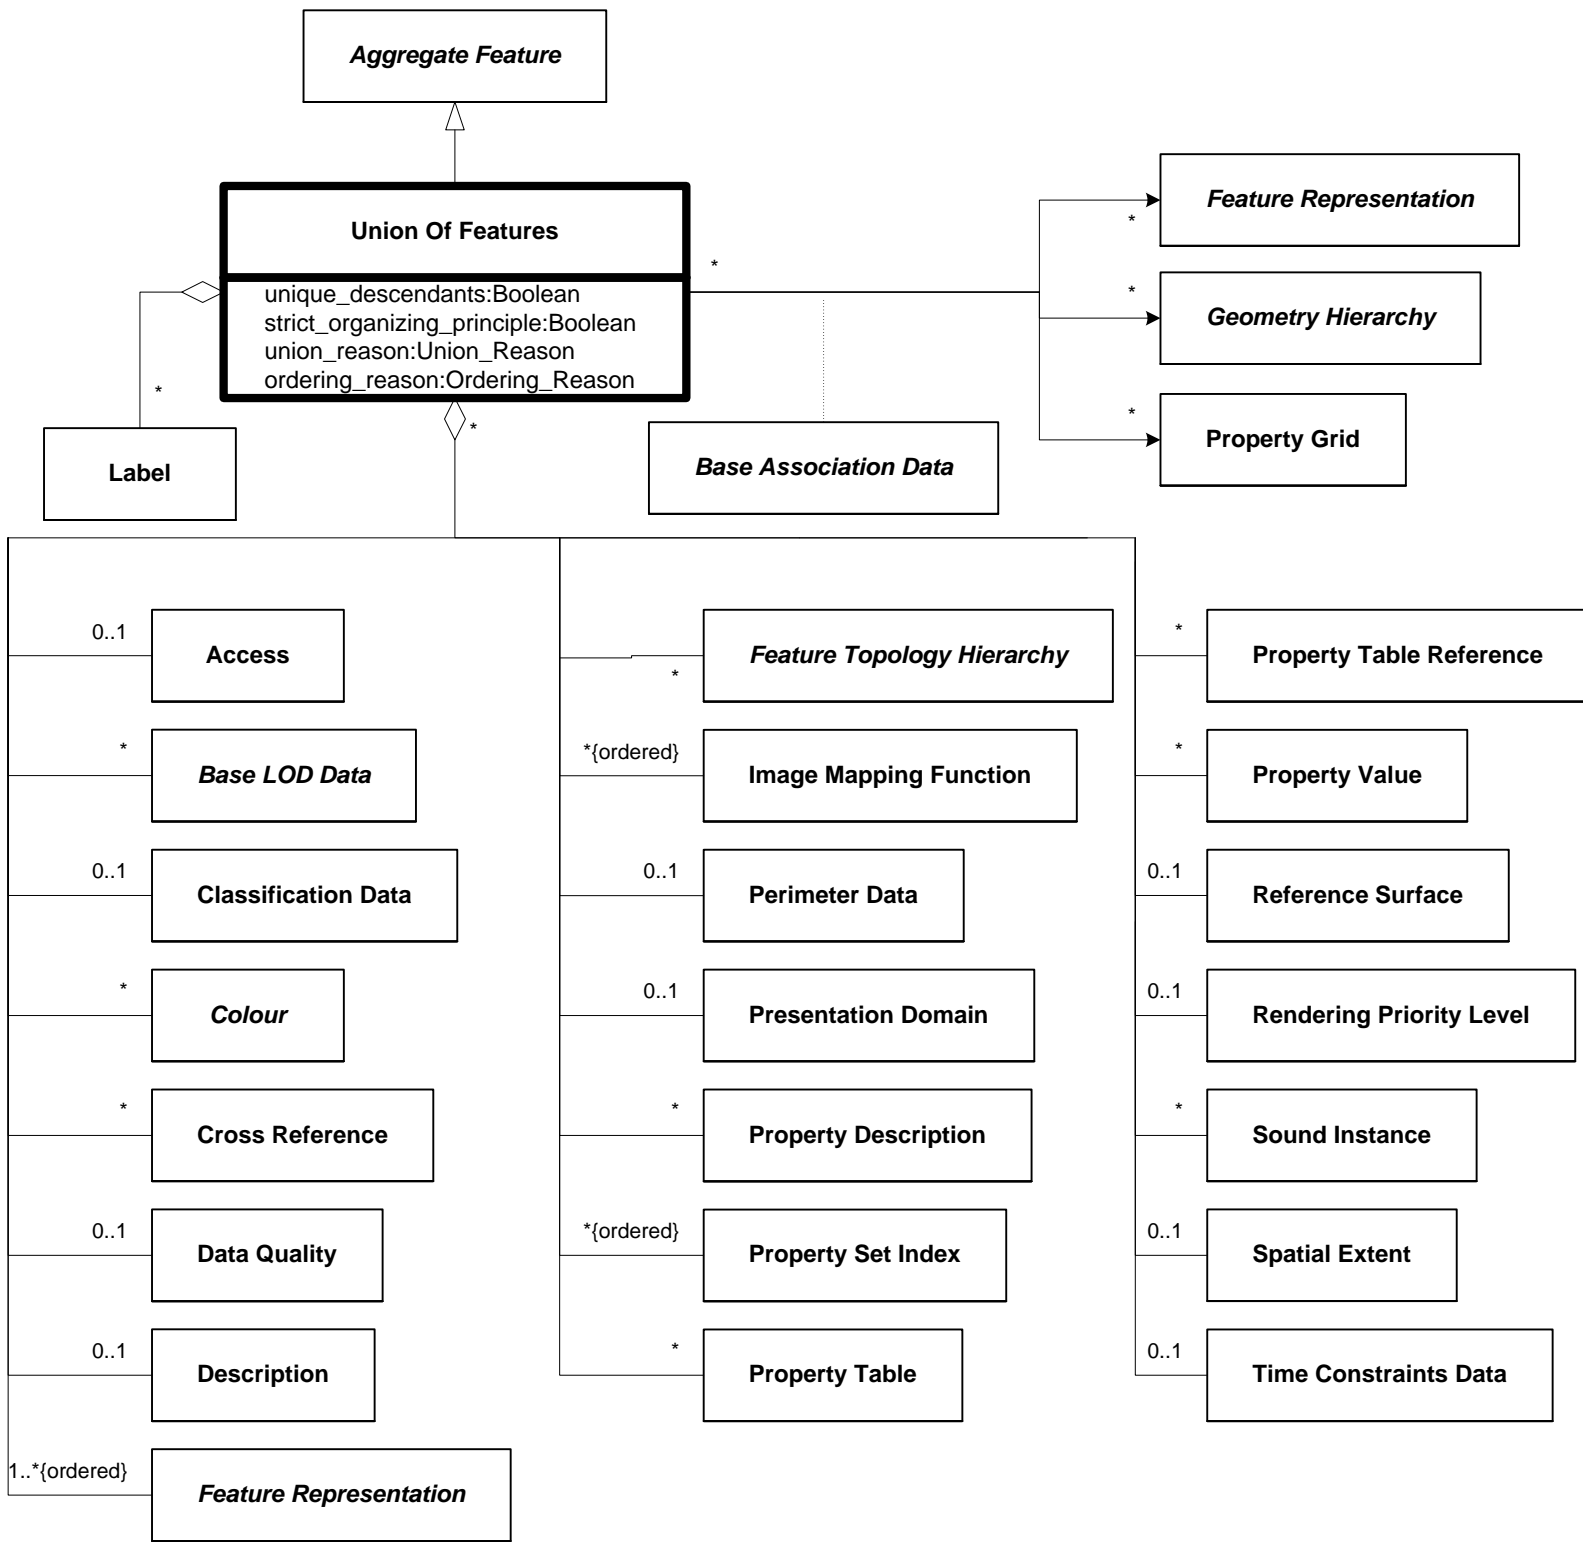 Aggregate Feature
Union Of Features
unique_descendants:Boolean
strict_organizing_principle:Boolean
union_reason:Union_Reason
ordering_reason:Ordering_Reason
*
*
Feature Representation
*
Geometry Hierarchy
*
Property Grid
*
Label
*
Base Association Data
0..1
Access
*
Base LOD Data
0..1
Classification Data
*
Colour
*
Cross Reference
0..1
Data Quality
0..1
Description
1..*{ordered}
Feature Representation
*
Feature Topology Hierarchy
*{ordered}
Image Mapping Function
0..1
Perimeter Data
0..1
Presentation Domain
*
Property Description
*{ordered}
Property Set Index
*
Property Table
*
Property Table Reference
*
Property Value
0..1
Reference Surface
0..1
Rendering Priority Level
*
Sound Instance
0..1
Spatial Extent
0..1
Time Constraints Data